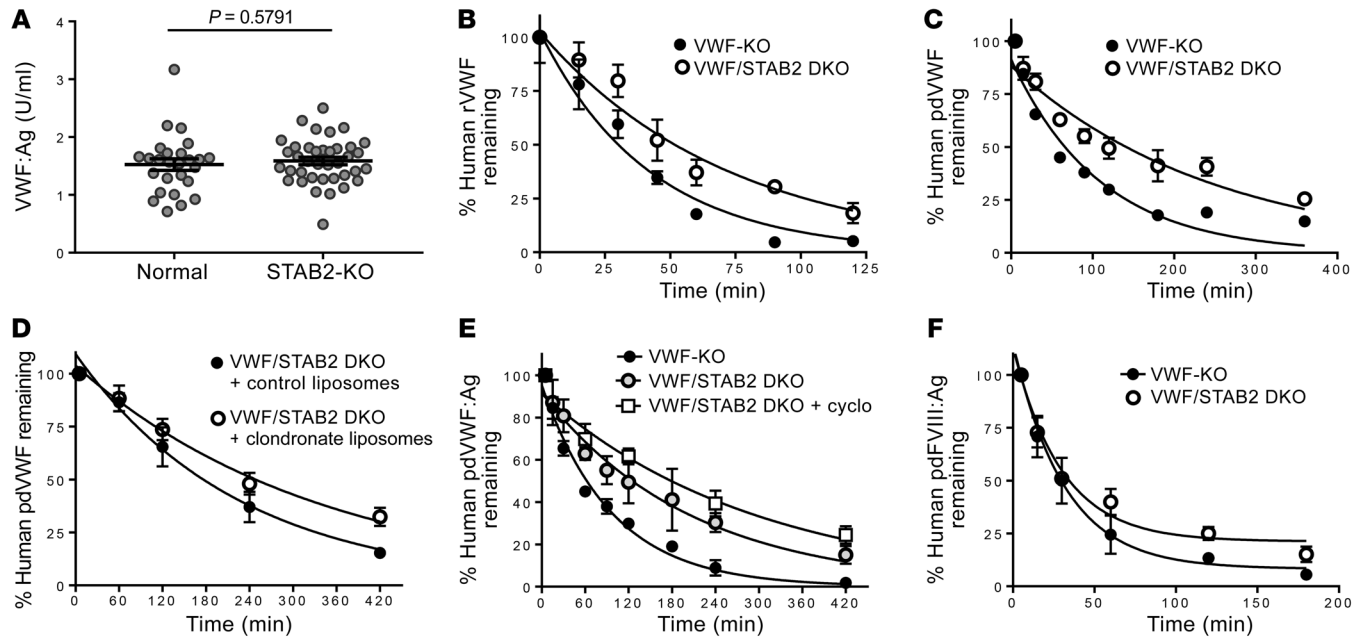 A
P = 0.5791
VWF:Ag (U/ml)
4
3
2
1
0
Normal
STAB2-KO
B
% Human rVWF
remaining
100
75
50
25
0
VWF-KO
VWF/STAB2 DKO
0
25
50
75
100
125
Time (min)
C
% Human pdVWF
remaining
100
75
50
25
0
VWF-KO
VWF/STAB2 DKO
0
100
200
300
400
Time (min)
D
% Human pdVWF remaining
100
75
50
25
0
VWF/STAB2 DKO
+ control liposomes
VWF/STAB2 DKO
+ clondronate liposomes
0
60
120
180
240
300
360
420
Time (min)
E
% Human pdVWF:Ag
remaining
100
80
60
40
20
0
VWF-KO
VWF/STAB2 DKO
VWF/STAB2 DKO + cyclo
0
60
120
180
240
300
360
420
Time (min)
F
% Human pdFVIII:Ag
remaining
100
75
50
25
0
VWF-KO
VWF/STAB2 DKO
0
50
100
150
200
Time (min)